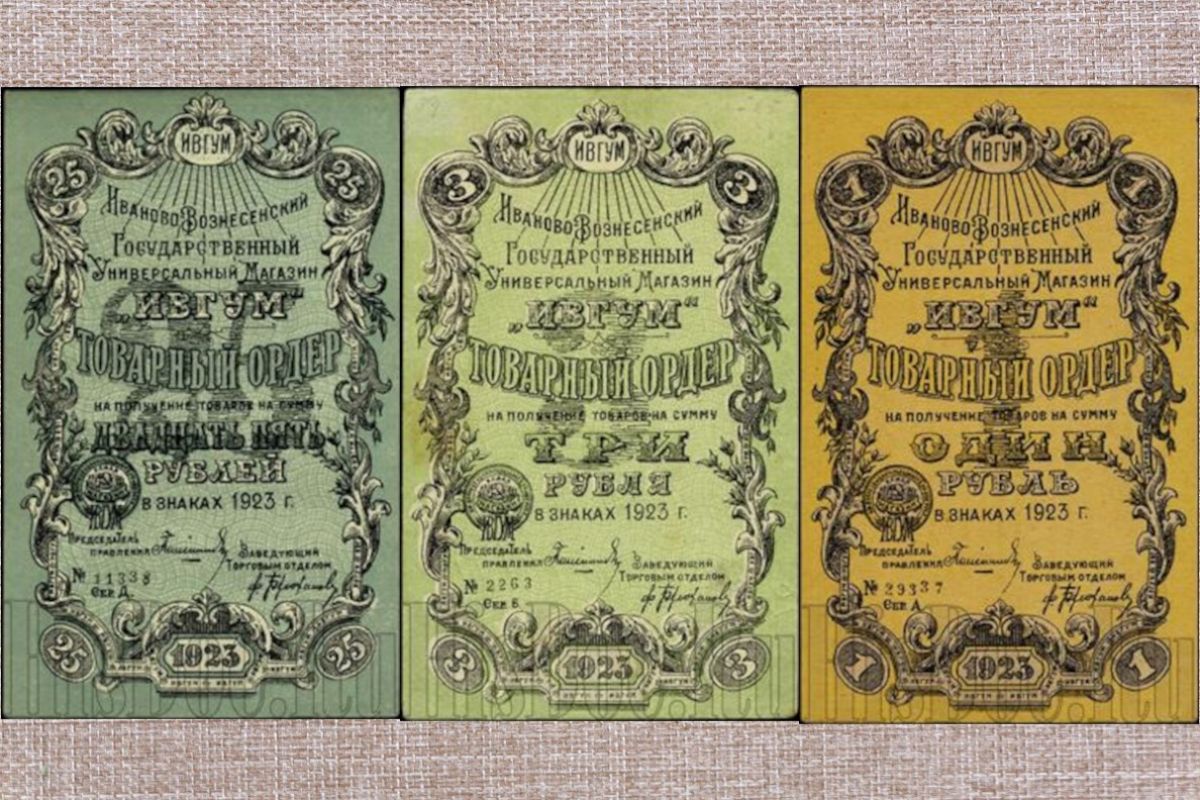 ИВГУМ
25 25
Иваново-Вознесенский
Государственный
Универсальный Магазин
„ИВГУМ“
ТОВАРНЫЙ ОРДЕР
НА ПОЛУЧЕНИЕ ТОВАРОВ НА СУММУ
ДВАДЦАТЬ ПЯТЬ
РУБЛЕЙ
В ЗНАКАХ 1923 г.
Председатель
правления
Заведующий
Торговым отделом
№ 11338
Сер. Д.
25 1923 25
ИВГУМ
3 3
Иваново-Вознесенский
Государственный
Универсальный Магазин
„ИВГУМ“
ТОВАРНЫЙ ОРДЕР
НА ПОЛУЧЕНИЕ ТОВАРОВ НА СУММУ
ТРИ
РУБЛЯ
В ЗНАКАХ 1923 г.
Председатель
правления
Заведующий
Торговым отделом
№ 2263
Сер. Б.
3 1923 3
ИВГУМ
1 1
Иваново-Вознесенский
Государственный
Универсальный Магазин
„ИВГУМ“
ТОВАРНЫЙ ОРДЕР
НА ПОЛУЧЕНИЕ ТОВАРОВ НА СУММУ
ОДИН
РУБЛЬ
В ЗНАКАХ 1923 г.
Председатель
правления
Заведующий
Торговым отделом
№ 29337
Сер. А.
1 1923 1